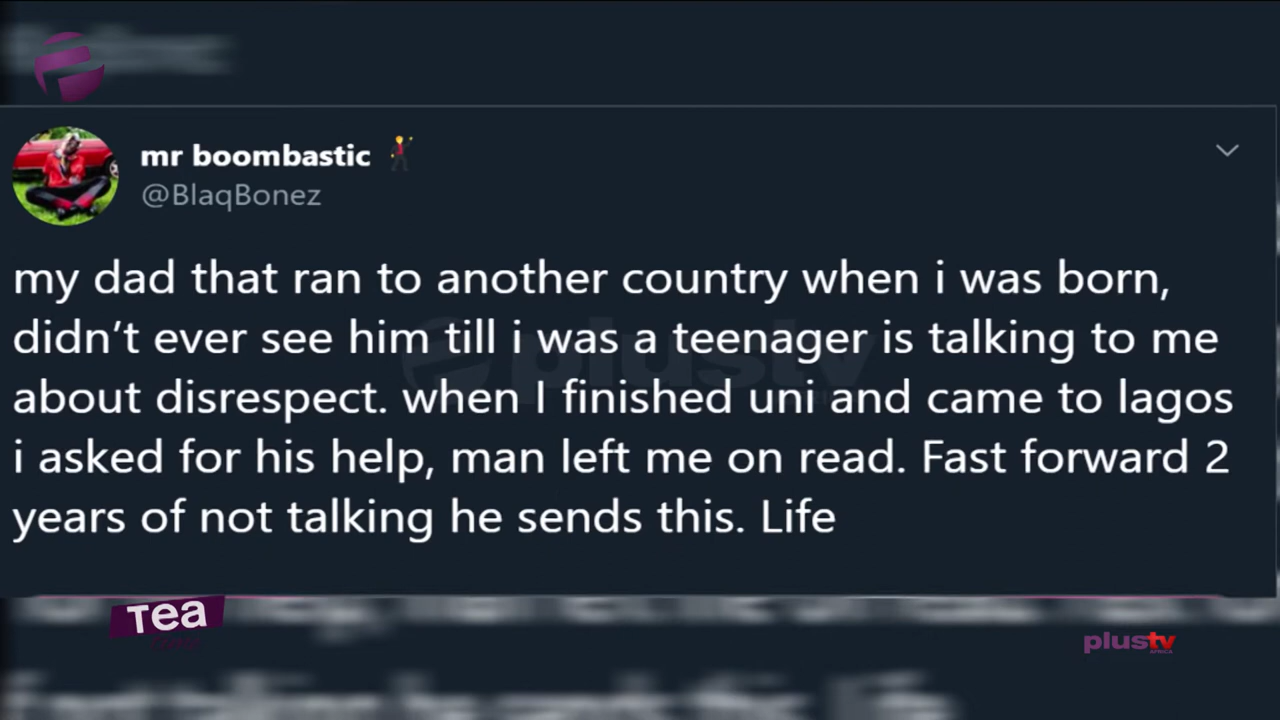 mr boombastic
@BlaqBonez
my dad that ran to another country when i was born,
didn't ever see him till i was a teenager is talking to me
about disrespect. when I finished uni and came to lagos
i asked for his help, man left me on read. Fast forward 2
years of not talking he sends this. Life
Tea
plustv
AFRICA